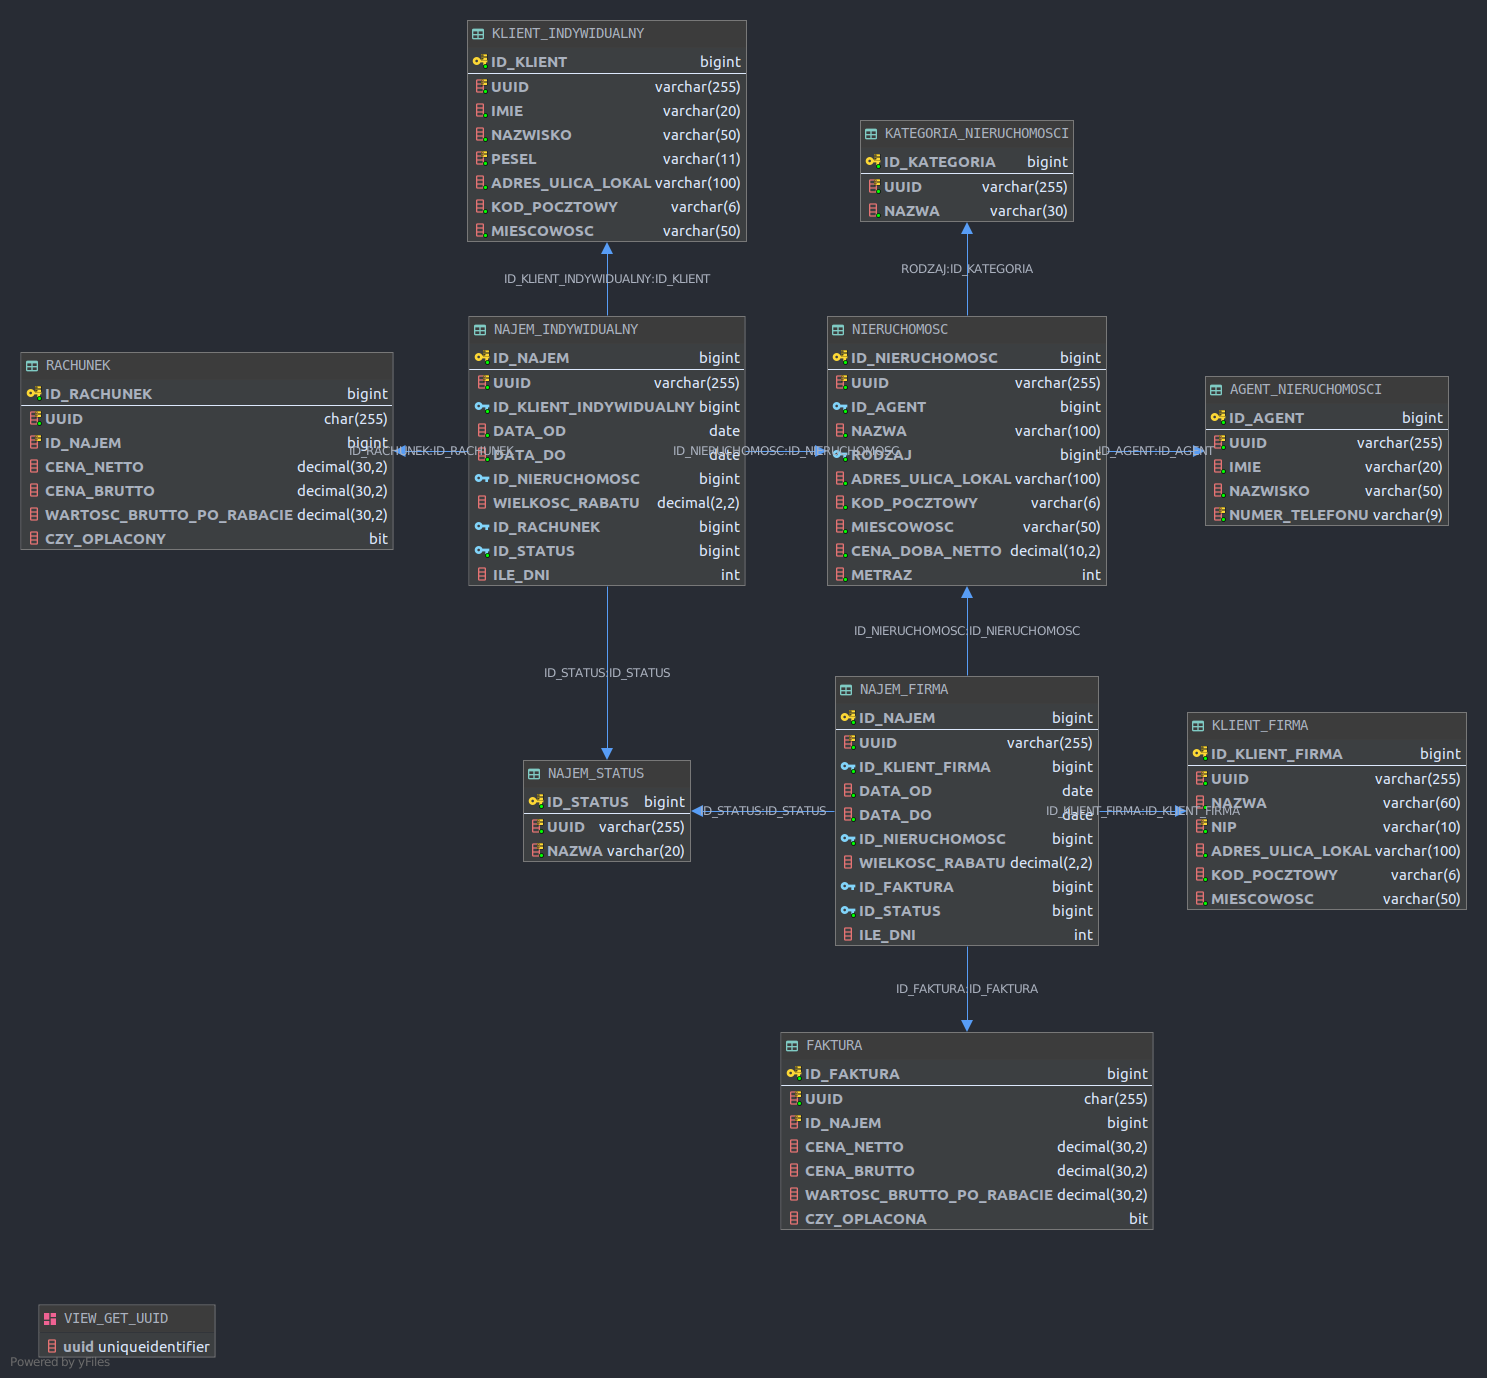 KLIENT_INDYWIDUALNY
ID_KLIENT bigint
UUID varchar(255)
IMIE varchar(20)
NAZWISKO varchar(50)
PESEL varchar(11)
ADRES_ULICA_LOKAL varchar(100)
KOD_POCZTOWY varchar(6)
MIESCOWOSC varchar(50)
KATEGORIA_NIERUCHOMOSCI
ID_KATEGORIA bigint
UUID varchar(255)
NAZWA varchar(30)
ID_KLIENT_INDYWIDUALNY:ID_KLIENT
RODZAJ:ID_KATEGORIA
RACHUNEK
ID_RACHUNEK bigint
UUID char(255)
ID_NAJEM bigint
CENA_NETTO decimal(30,2)
CENA_BRUTTO decimal(30,2)
WARTOSC_BRUTTO_PO_RABACIE decimal(30,2)
CZY_OPLACONY bit
ID_RACHUNEK:ID_RACHUNEK
NAJEM_INDYWIDUALNY
ID_NAJEM bigint
UUID varchar(255)
ID_KLIENT_INDYWIDUALNY bigint
DATA_OD date
DATA_DO date
ID_NIERUCHOMOSC bigint
WIELKOSC_RABATU decimal(2,2)
ID_RACHUNEK bigint
ID_STATUS bigint
ILE_DNI int
ID_NIERUCHOMOSC:ID_NIERUCHOMOSC
NIERUCHOMOSC
ID_NIERUCHOMOSC bigint
UUID varchar(255)
ID_AGENT bigint
NAZWA varchar(100)
RODZAJ bigint
ADRES_ULICA_LOKAL varchar(100)
KOD_POCZTOWY varchar(6)
MIESCOWOSC varchar(50)
CENA_DOBA_NETTO decimal(10,2)
METRAZ int
ID_AGENT:ID_AGENT
AGENT_NIERUCHOMOSCI
ID_AGENT bigint
UUID varchar(255)
IMIE varchar(20)
NAZWISKO varchar(50)
NUMER_TELEFONU varchar(9)
ID_NIERUCHOMOSC:ID_NIERUCHOMOSC
ID_STATUS:ID_STATUS
NAJEM_STATUS
ID_STATUS bigint
UUID varchar(255)
NAZWA varchar(20)
ID_STATUS:ID_STATUS
NAJEM_FIRMA
ID_NAJEM bigint
UUID varchar(255)
ID_KLIENT_FIRMA bigint
DATA_OD date
DATA_DO date
ID_NIERUCHOMOSC bigint
WIELKOSC_RABATU decimal(2,2)
ID_FAKTURA bigint
ID_STATUS bigint
ILE_DNI int
ID_KLIENT_FIRMA:ID_KLIENT_FIRMA
KLIENT_FIRMA
ID_KLIENT_FIRMA bigint
UUID varchar(255)
NAZWA varchar(60)
NIP varchar(10)
ADRES_ULICA_LOKAL varchar(100)
KOD_POCZTOWY varchar(6)
MIESCOWOSC varchar(50)
ID_FAKTURA:ID_FAKTURA
FAKTURA
ID_FAKTURA bigint
UUID char(255)
ID_NAJEM bigint
CENA_NETTO decimal(30,2)
CENA_BRUTTO decimal(30,2)
WARTOSC_BRUTTO_PO_RABACIE decimal(30,2)
CZY_OPLACONA bit
VIEW_GET_UUID
uuid uniqueidentifier
Powered by yFiles